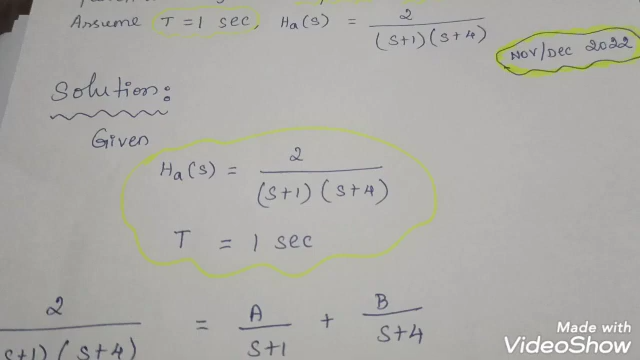 Assume T = 1 sec, Ha(s) = 2 / (s+1)(s+4)
NOV/Dec 2022
Solution:
Given
Ha(s) = 2 / (s+1)(s+4)
T = 1 sec
2 / s+1)(s+4) = A / s+1 + B / s+4
Made with
VideoShow